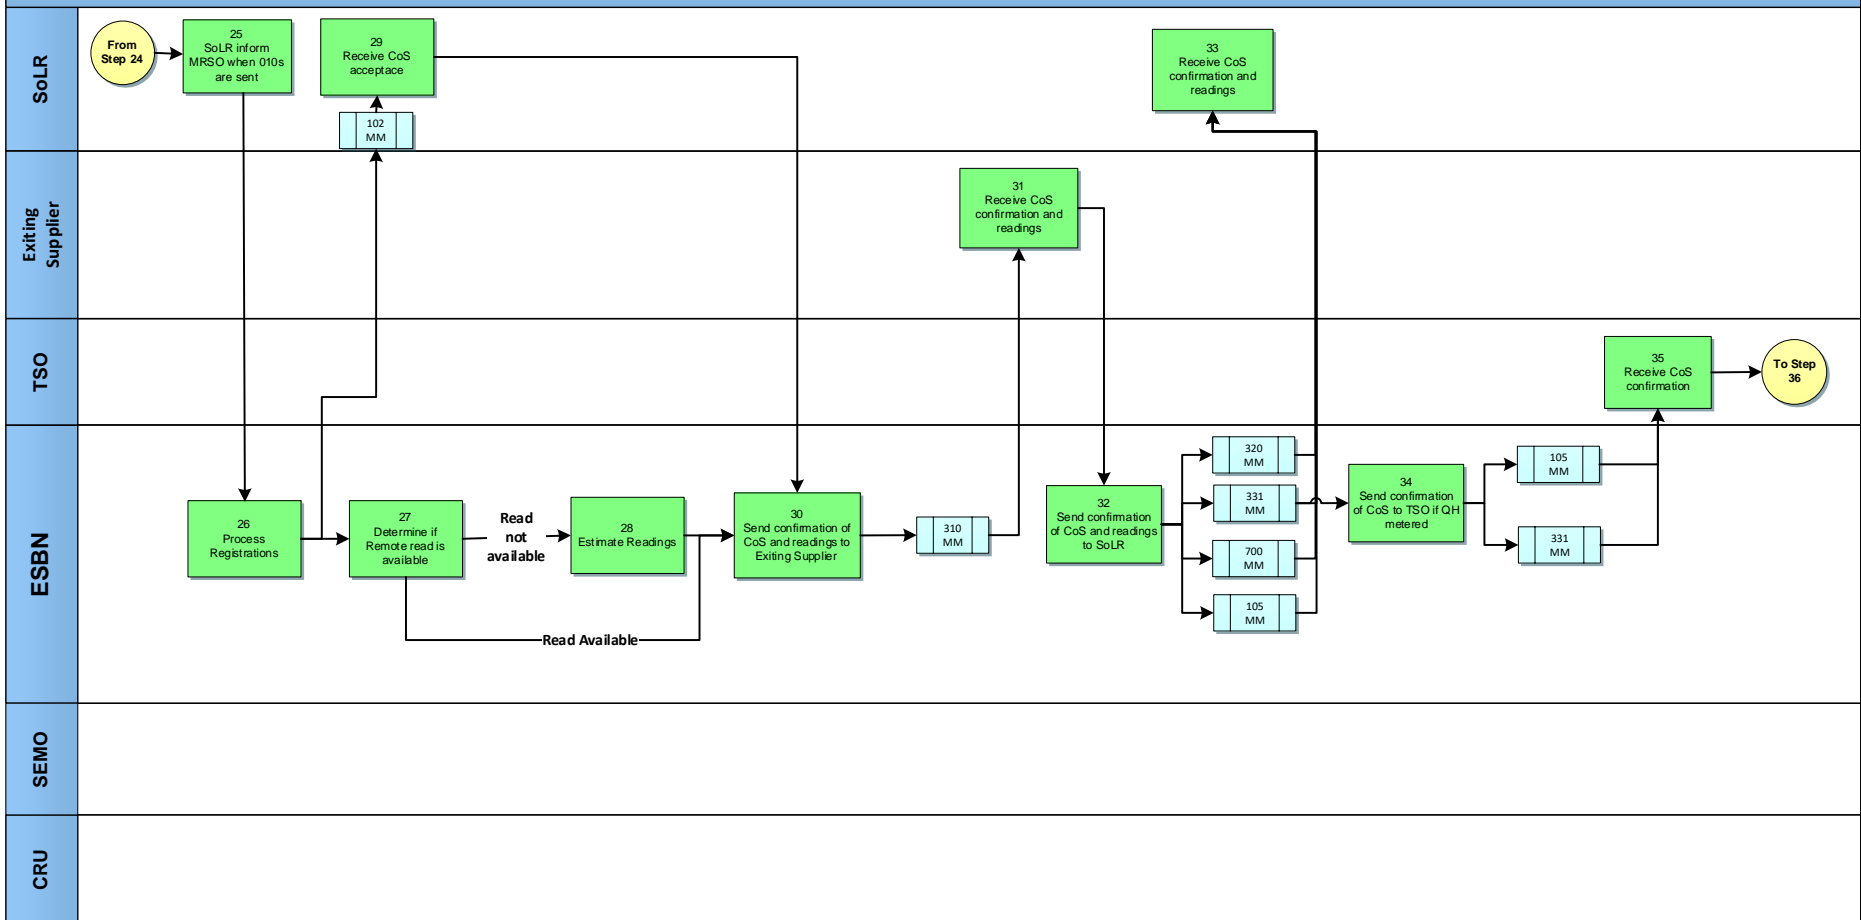 SoLR
From
Step 24
25
SoLR inform
MRSO when 010s
are sent
29
Receive CoS
acceptace
102
MM
33
Receive CoS
confirmation and
readings
Exiting
Supplier
31
Receive CoS
confirmation and
readings
TSO
35
Receive CoS
confirmation
To Step
36
ESBN
26
Process
Registrations
27
Determine if
Remote read is
available
Read
not
available
28
Estimate Readings
Read Available
30
Send confirmation of
CoS and readings to
Exiting Supplier
310
MM
32
Send confirmation
of CoS and readings
to SoLR
320
MM
331
MM
700
MM
105
MM
34
Send confirmation
of CoS to TSO if QH
metered
105
MM
331
MM
SEMO
CRU